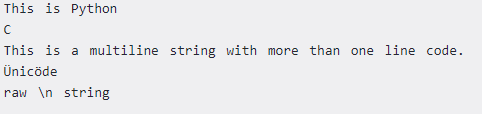 This is Python
C
This is a multiline string with more than one line code.
Ünicöde
raw \n string